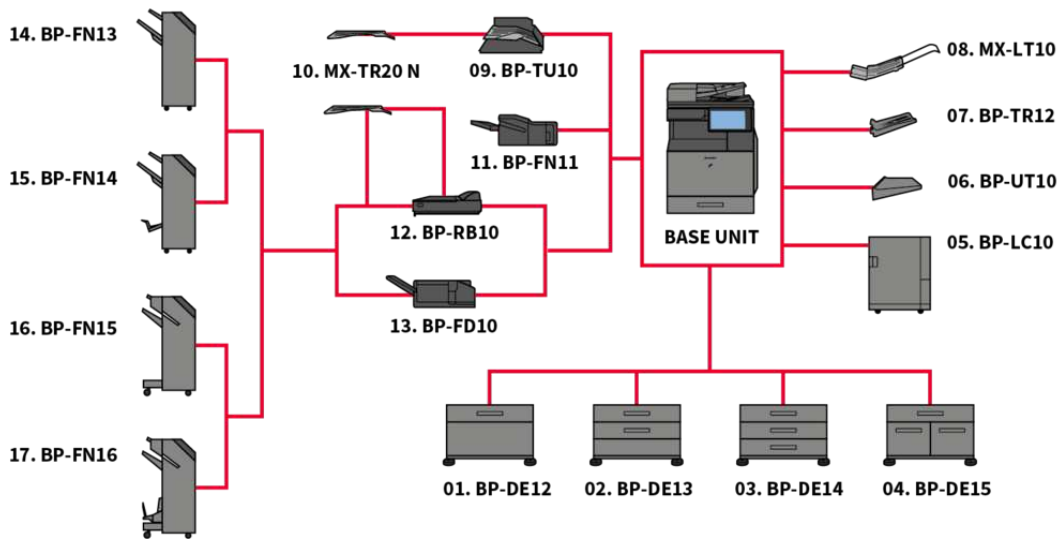 14. BP-FN13
10. MX-TR20 N
09. BP-TU10
08. MX-LT10
07. BP-TR12
11. BP-FN11
15. BP-FN14
06. BP-UT10
12. BP-RB10
BASE UNIT
05. BP-LC10
16. BP-FN15
13. BP-FD10
17. BP-FN16
01. BP-DE12
02. BP-DE13
03. BP-DE14
04. BP-DE15